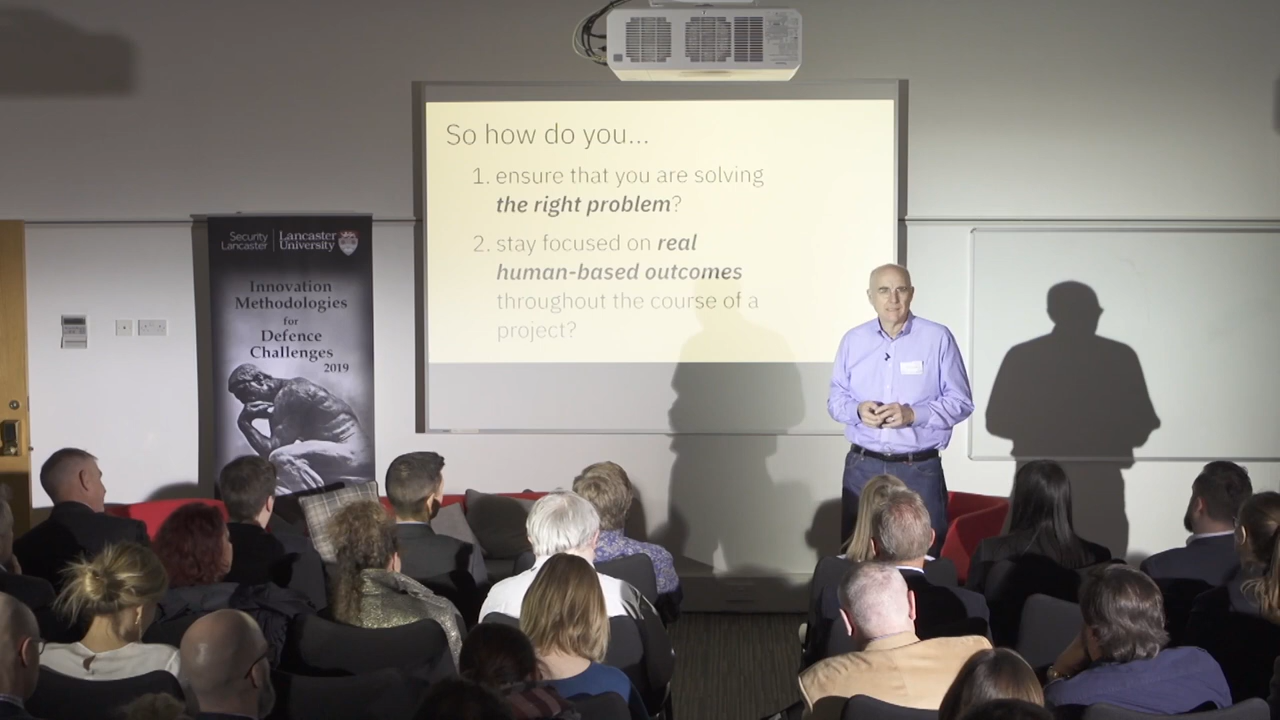 So how do you...
1. ensure that you are solving
the right problem?
2. stay focused on real
human-based outcomes
throughout the course of a
project?
Security
Lancaster
Lancaster
University
Innovation
Methodologies
for
Defence
Challenges
2019